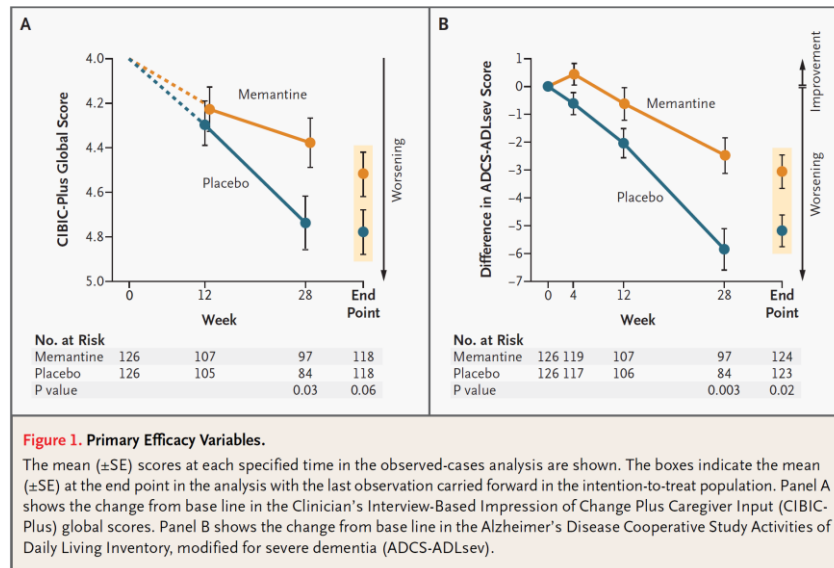 A
CIBIC-Plus Global Score
4.0
4.2
4.4
4.6
4.8
5.0
Memantine
Placebo
Worsening
0 12 28 End Point
Week
No. at Risk
Memantine 126 107 97 118
Placebo 126 105 84 118
P value 0.03 0.06
B
Difference in ADCS-ADLsev Score
1
0
−1
−2
−3
−4
−5
−6
−7
Memantine
Placebo
Improvement
Worsening
0 4 12 28 End Point
Week
No. at Risk
Memantine 126 119 107 97 124
Placebo 126 117 106 84 123
P value 0.003 0.02
Figure 1. Primary Efficacy Variables.
The mean (±SE) scores at each specified time in the observed-cases analysis are shown. The boxes indicate the mean
(±SE) at the end point in the analysis with the last observation carried forward in the intention-to-treat population. Panel A
shows the change from base line in the Clinician's Interview-Based Impression of Change Plus Caregiver Input (CIBIC-
Plus) global scores. Panel B shows the change from base line in the Alzheimer's Disease Cooperative Study Activities of
Daily Living Inventory, modified for severe dementia (ADCS-ADLsev).